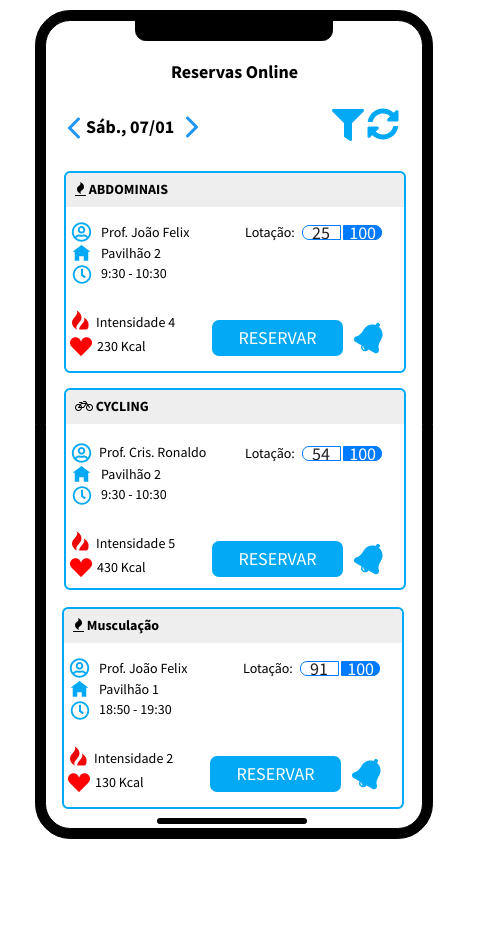 Reservas Online
Sáb., 07/01
ABDOMINAIS
Prof. João Felix Lotação: 25 100
Pavilhão 2
9:30 - 10:30
Intensidade 4
230 Kcal RESERVAR
CYCLING
Prof. Cris. Ronaldo Lotação: 54 100
Pavilhão 2
9:30 - 10:30
Intensidade 5
430 Kcal RESERVAR
Musculação
Prof. João Felix Lotação: 91 100
Pavilhão 1
18:50 - 19:30
Intensidade 2
130 Kcal RESERVAR